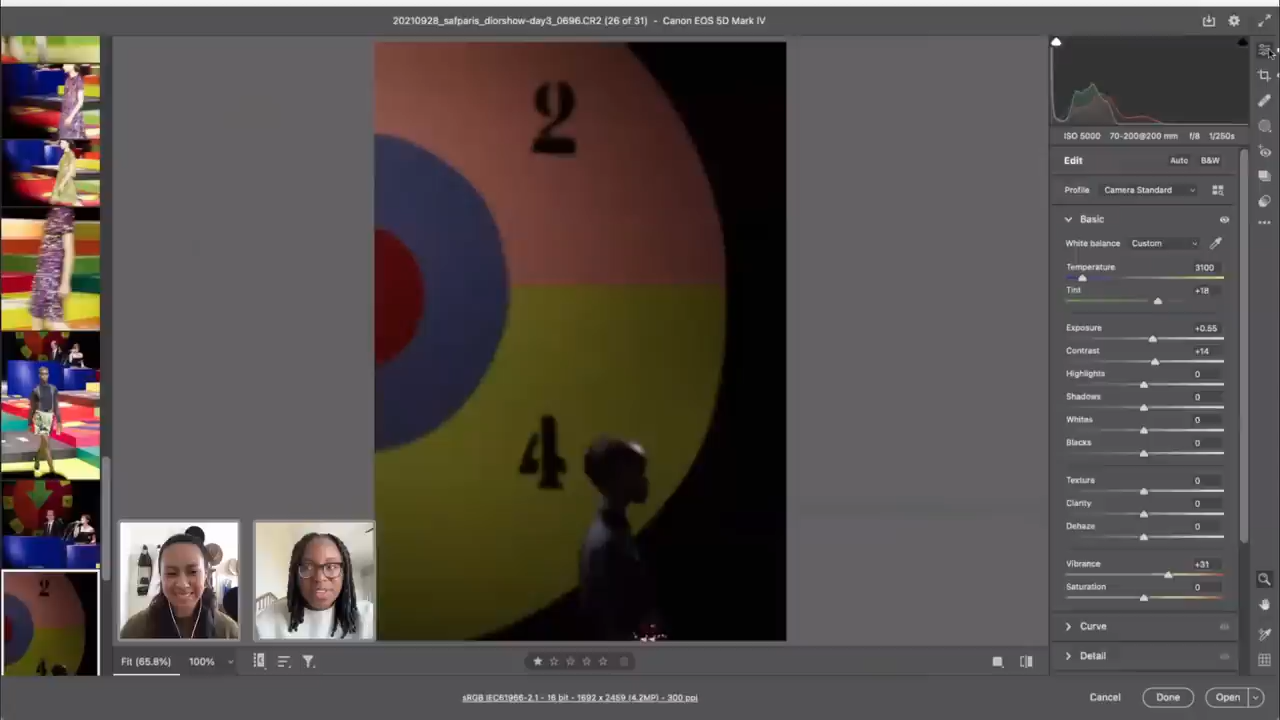 20210928_safparis_diorshow-day3_0696.CR2 (26 of 31) - Canon EOS 5D Mark IV
ISO 5000 70-200@200 mm f/8 1/250s
Edit Auto B&W
Profile Camera Standard
Basic
White balance Custom
Temperature 3100
Tint +18
Exposure +0.55
Contrast +14
Highlights 0
Shadows 0
Whites 0
Blacks 0
Texture 0
Clarity 0
Dehaze 0
Vibrance +31
Saturation 0
Curve
Detail
2
4
2
4
Fit (65.8%) 100%
sRGB IEC61966-2.1 - 16 bit - 1692 x 2459 (4.2MP) - 300 ppi
Cancel Done Open